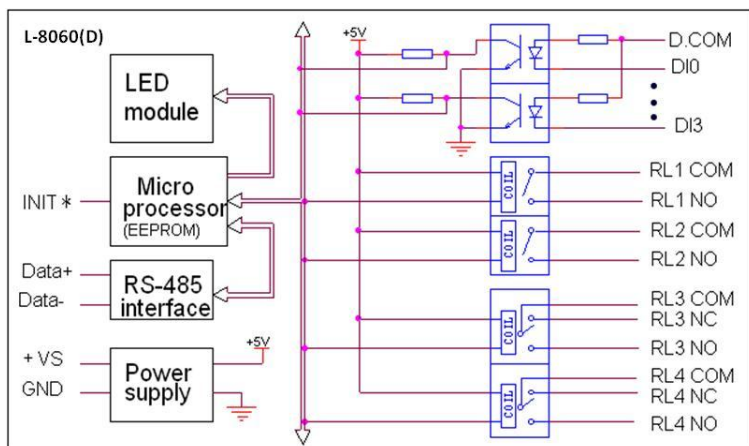 L-8060(D)
LED
module
INIT *
Micro
processor
(EEPROM)
Data+
Data-
RS-485
interface
+VS
GND
Power
supply
+5V
+5V
D.COM
DI0
DI3
COIL
RL1 COM
RL1 NO
COIL
RL2 COM
RL2 NO
COIL
RL3 COM
RL3 NC
RL3 NO
COIL
RL4 COM
RL4 NC
RL4 NO